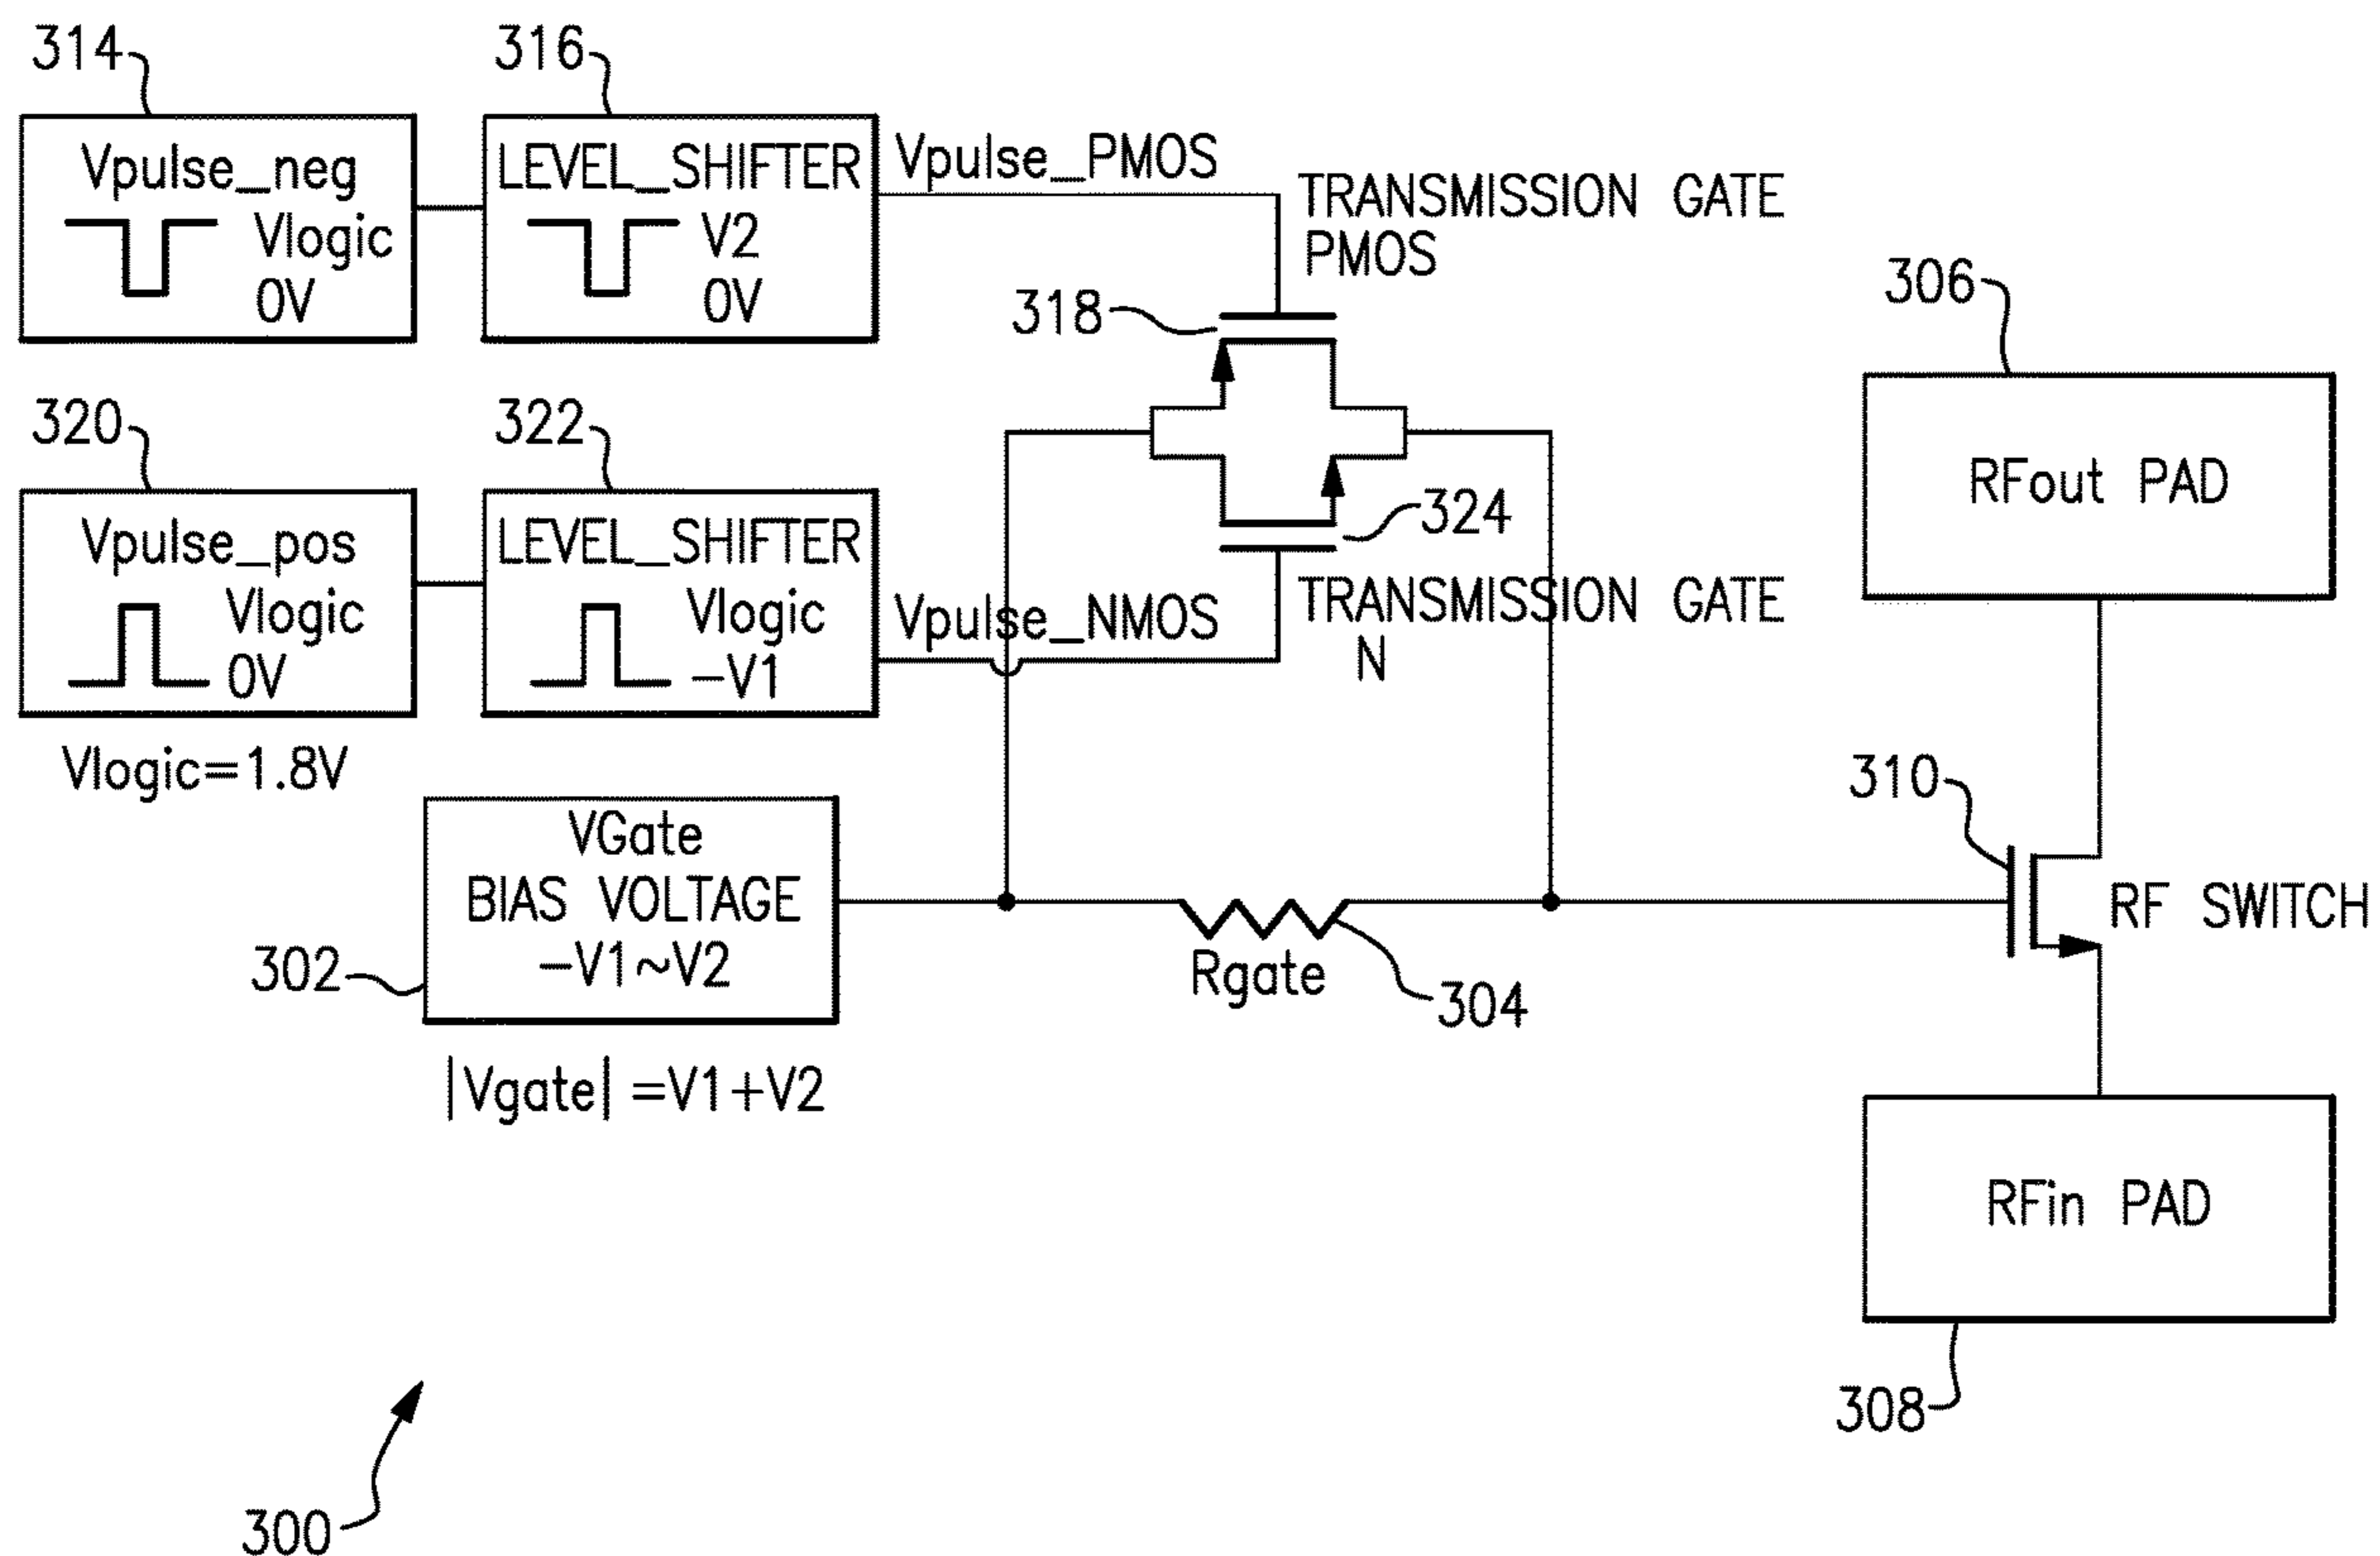 314
Vpulse_neg
Vlogic
0V
316
LEVEL_SHIFTER
V2
0V
Vpulse_PMOS
TRANSMISSION GATE
PMOS
318
306
RFout PAD
320
Vpulse_pos
Vlogic
0V
Vlogic=1.8V
322
LEVEL_SHIFTER
Vlogic
-V1
Vpulse_NMOS
324
TRANSMISSION GATE
N
VGate
BIAS VOLTAGE
-V1~V2
302
|Vgate| =V1+V2
Rgate
304
310
RF SWITCH
RFin PAD
308
300